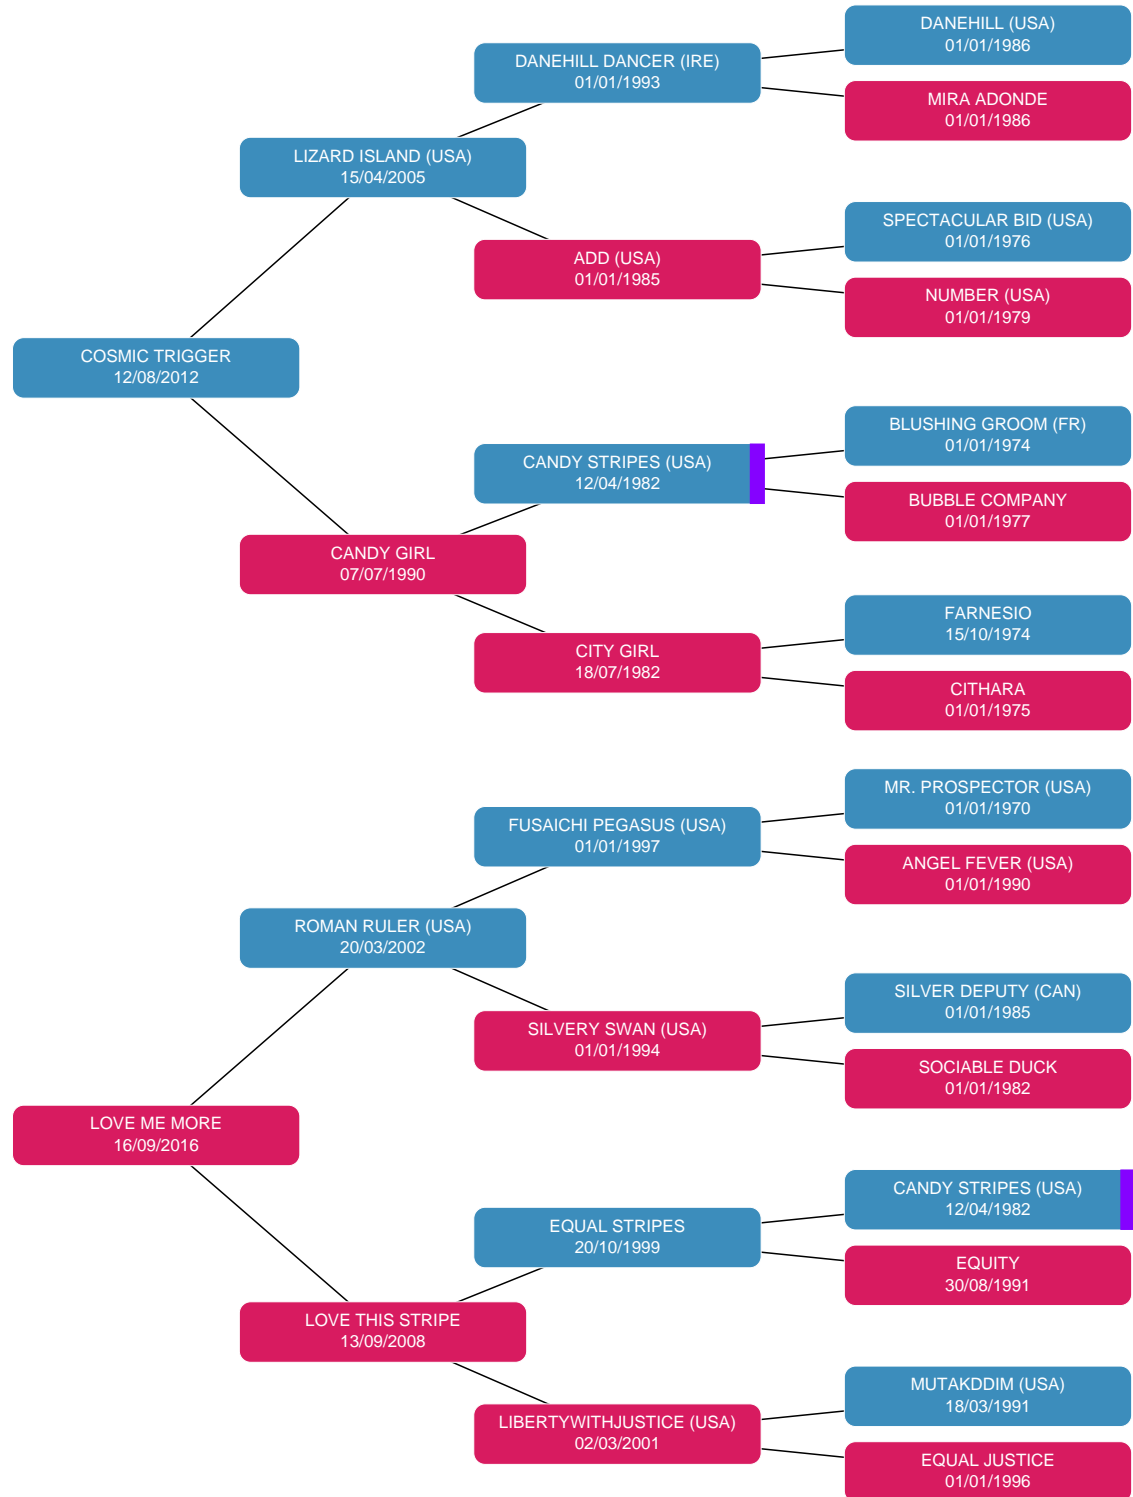 DANEHILL (USA)
01/01/1986
DANEHILL DANCER (IRE)
01/01/1993
MIRA ADONDE
01/01/1986
LIZARD ISLAND (USA)
15/04/2005
SPECTACULAR BID (USA)
01/01/1976
ADD (USA)
01/01/1985
NUMBER (USA)
01/01/1979
COSMIC TRIGGER
12/08/2012
BLUSHING GROOM (FR)
01/01/1974
CANDY STRIPES (USA)
12/04/1982
BUBBLE COMPANY
01/01/1977
CANDY GIRL
07/07/1990
FARNESIO
15/10/1974
CITY GIRL
18/07/1982
CITHARA
01/01/1975
MR. PROSPECTOR (USA)
01/01/1970
FUSAICHI PEGASUS (USA)
01/01/1997
ANGEL FEVER (USA)
01/01/1990
ROMAN RULER (USA)
20/03/2002
SILVER DEPUTY (CAN)
01/01/1985
SILVERY SWAN (USA)
01/01/1994
SOCIABLE DUCK
01/01/1982
LOVE ME MORE
16/09/2016
CANDY STRIPES (USA)
12/04/1982
EQUAL STRIPES
20/10/1999
EQUITY
30/08/1991
LOVE THIS STRIPE
13/09/2008
MUTAKDDIM (USA)
18/03/1991
LIBERTYWITHJUSTICE (USA)
02/03/2001
EQUAL JUSTICE
01/01/1996